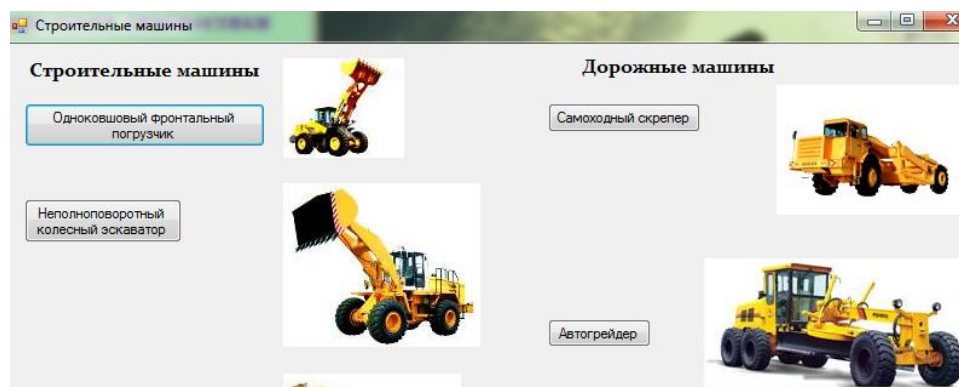 Строительные машины
Строительные машины
Одноковшовый фронтальный
погрузчик
Неполноповоротный
колесный эскаватор
Дорожные машины
Самоходный скрепер
Автогрейдер